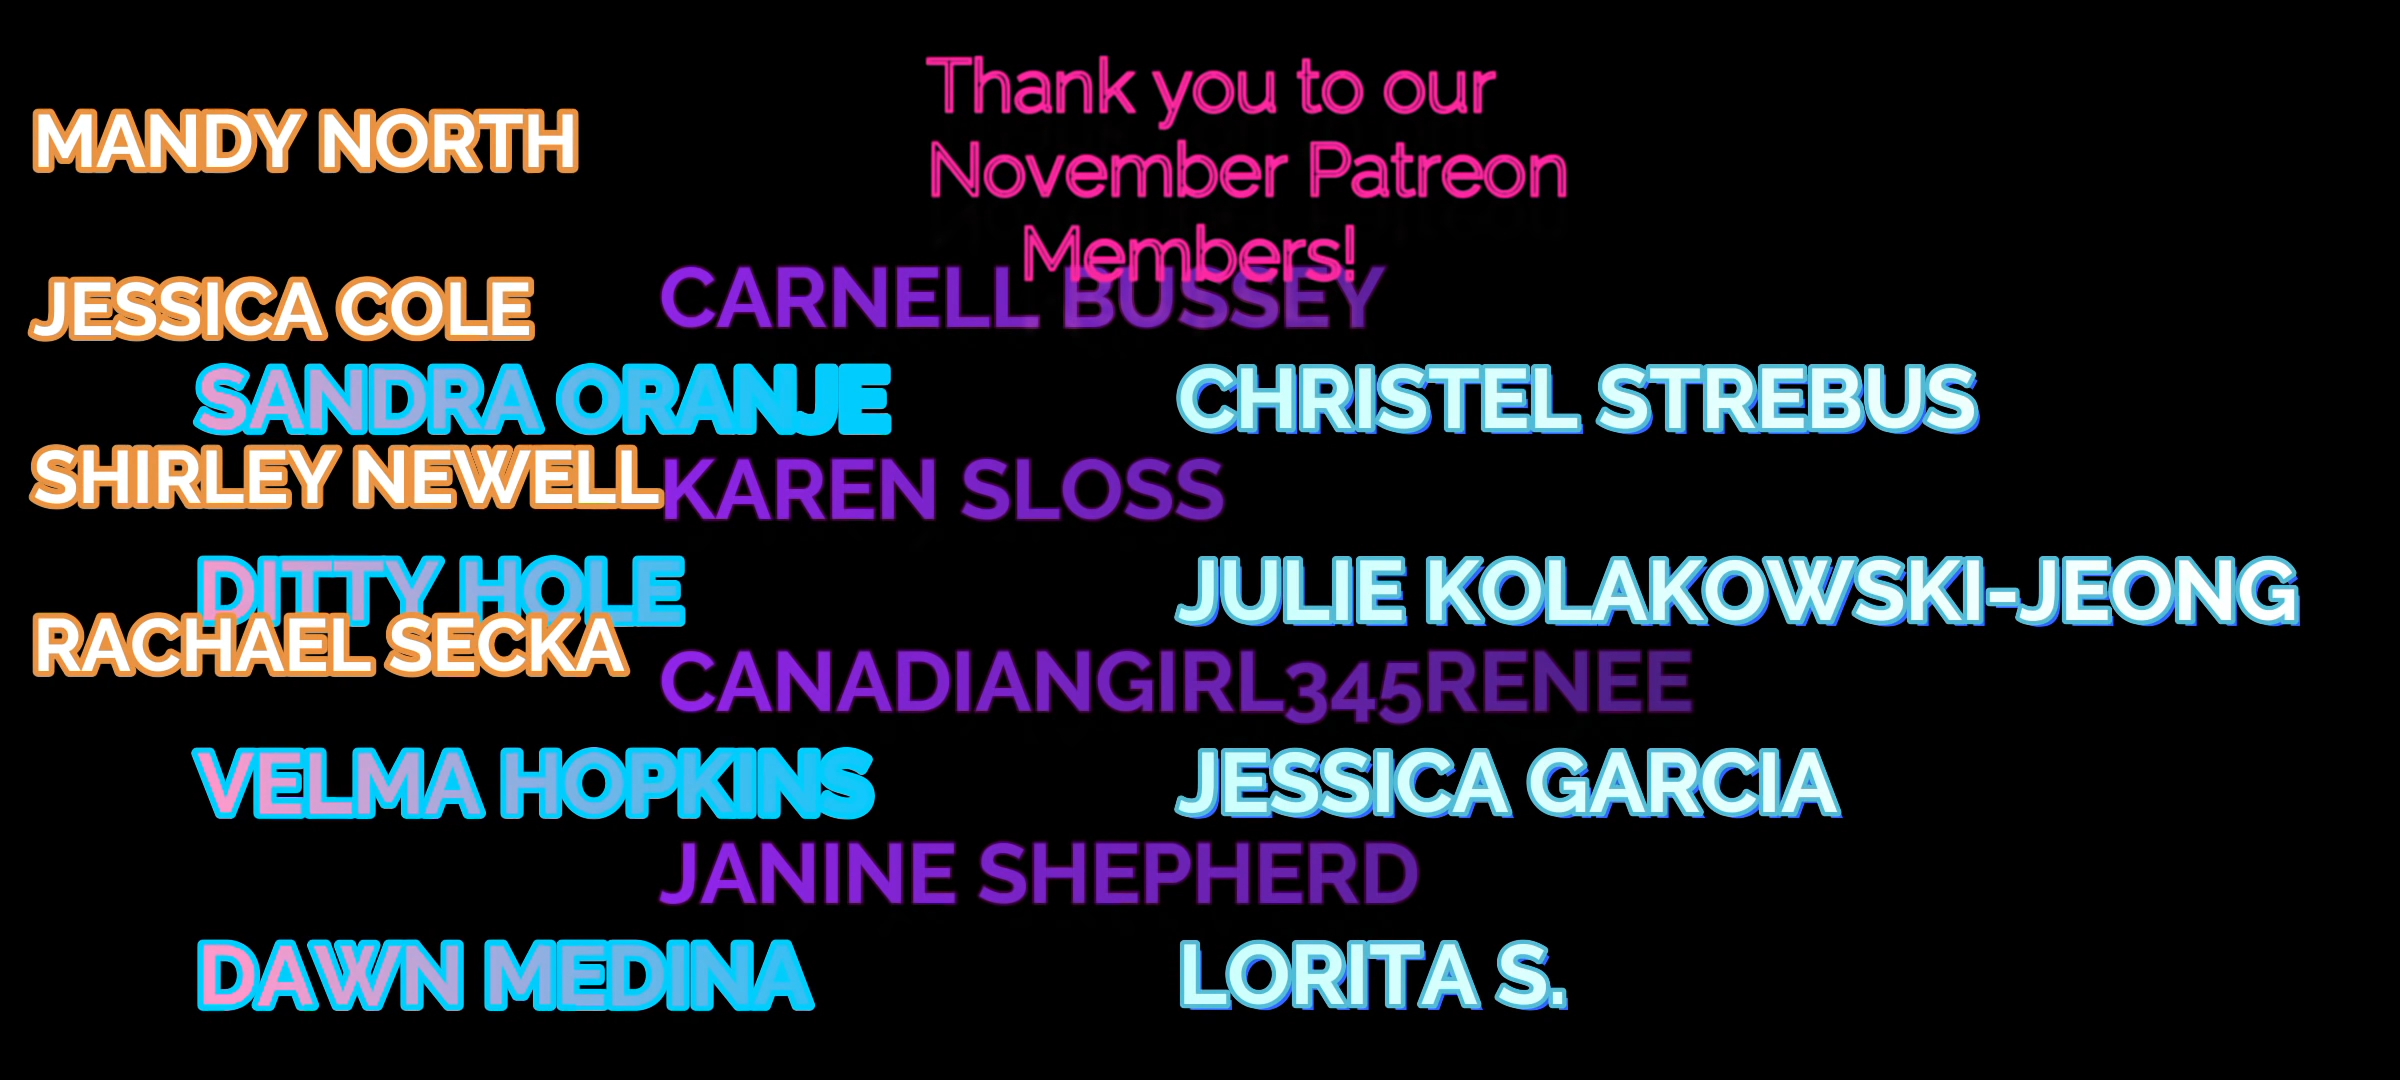 Thank you to our
November Patreon
Members!
MANDY NORTH
JESSICA COLE
SHIRLEY NEWELL
RACHAEL SECKA
SANDRA ORANJE
DITTY HOLE
VELMA HOPKINS
DAWN MEDINA
CARNELL BUSSEY
KAREN SLOSS
CANADIANGIRL345RENEE
JANINE SHEPHERD
CHRISTEL STREBUS
JULIE KOLAKOWSKI-JEONG
JESSICA GARCIA
LORITA S.